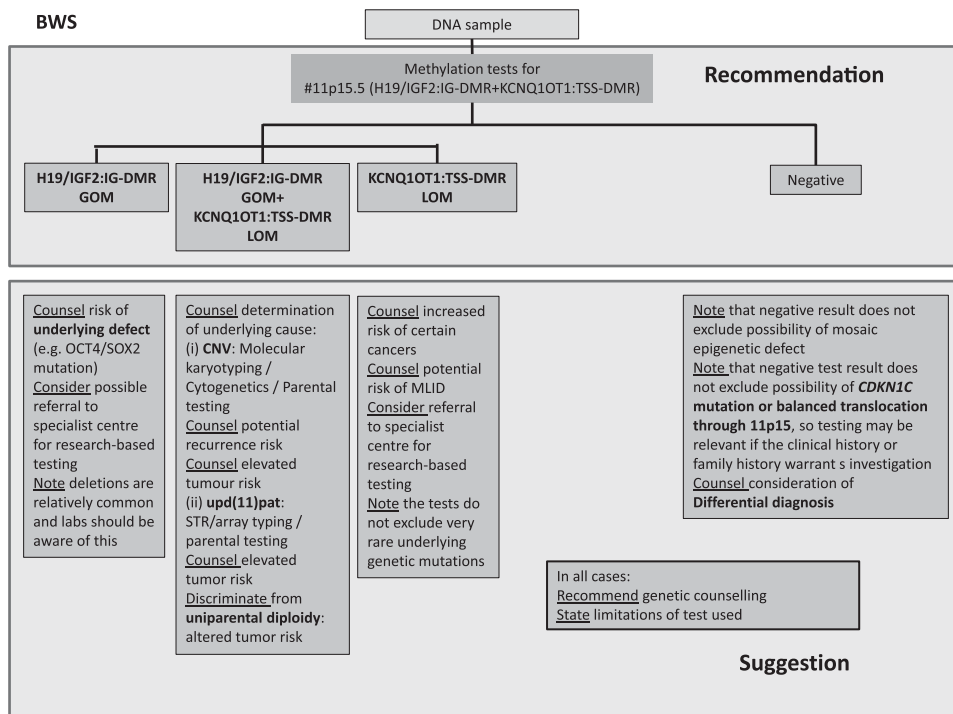 BWS
DNA sample
Methylation tests for
#11p15.5 (H19/IGF2:IG-DMR+KCNQ1OT1:TSS-DMR)
Recommendation
H19/IGF2:IG-DMR
GOM
H19/IGF2:IG-DMR
GOM+
KCNQ1OT1:TSS-DMR
LOM
KCNQ1OT1:TSS-DMR
LOM
Negative
Counsel risk of
underlying defect
(e.g. OCT4/SOX2
mutation)
Consider possible
referral to
specialist centre
for research-based
testing
Note deletions are
relatively common
and labs should be
aware of this
Counsel determination
of underlying cause:
(i) CNV: Molecular
karyotyping /
Cytogenetics / Parental
testing
Counsel potential
recurrence risk
Counsel elevated
tumour risk
(ii) upd(11)pat:
STR/array typing /
parental testing
Counsel elevated
tumor risk
Discriminate from
uniparental diploidy:
altered tumor risk
Counsel increased
risk of certain
cancers
Counsel potential
risk of MLID
Consider referral
to specialist
centre for
research-based
testing
Note the tests do
not exclude very
rare underlying
genetic mutations
Note that negative result does not
exclude possibility of mosaic
epigenetic defect
Note that negative test result does
not exclude possibility of CDKN1C
mutation or balanced translocation
through 11p15, so testing may be
relevant if the clinical history or
family history warrant s investigation
Counsel consideration of
Differential diagnosis
In all cases:
Recommend genetic counselling
State limitations of test used
Suggestion